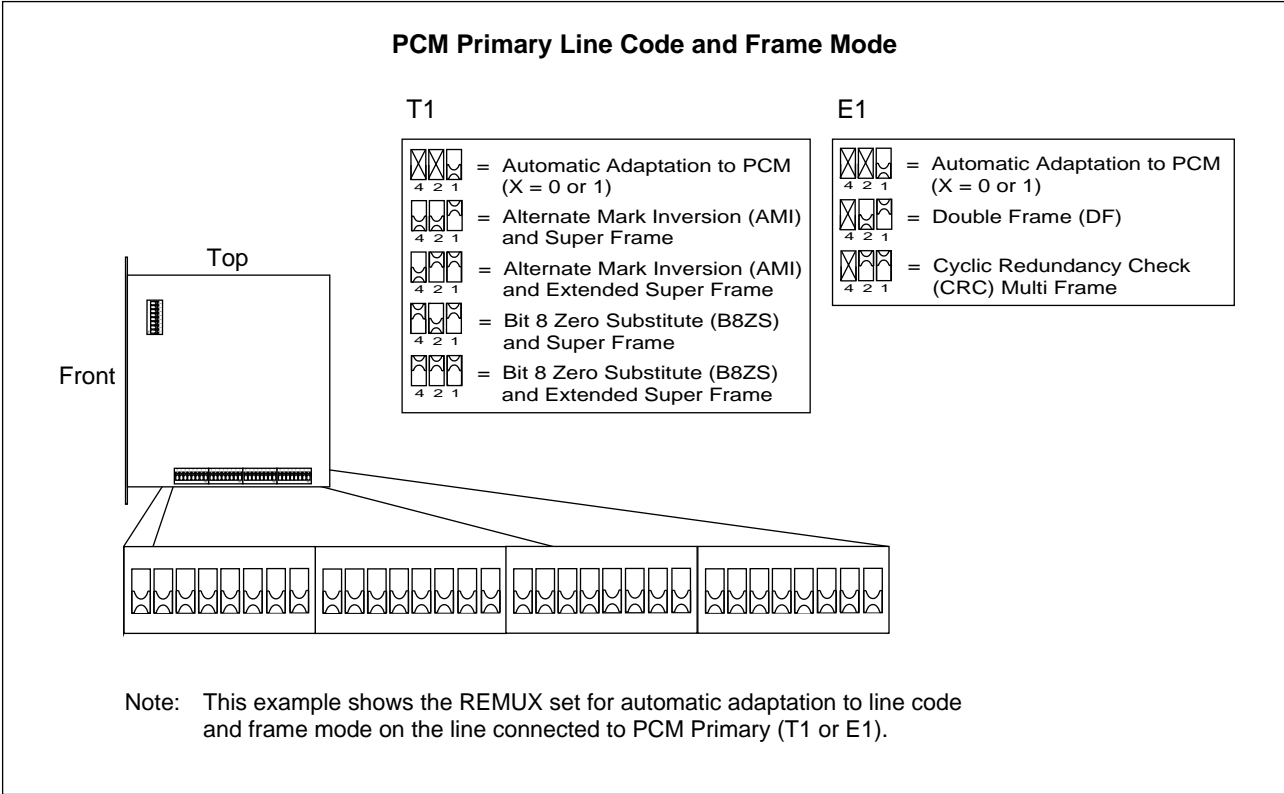 PCM Primary Line Code and Frame Mode
T1
4 2 1 = Automatic Adaptation to PCM
(X = 0 or 1)
4 2 1 = Alternate Mark Inversion (AMI)
and Super Frame
4 2 1 = Alternate Mark Inversion (AMI)
and Extended Super Frame
4 2 1 = Bit 8 Zero Substitute (B8ZS)
and Super Frame
4 2 1 = Bit 8 Zero Substitute (B8ZS)
and Extended Super Frame
E1
4 2 1 = Automatic Adaptation to PCM
(X = 0 or 1)
4 2 1 = Double Frame (DF)
4 2 1 = Cyclic Redundancy Check
(CRC) Multi Frame
Top
Front
Note: This example shows the REMUX set for automatic adaptation to line code
and frame mode on the line connected to PCM Primary (T1 or E1).